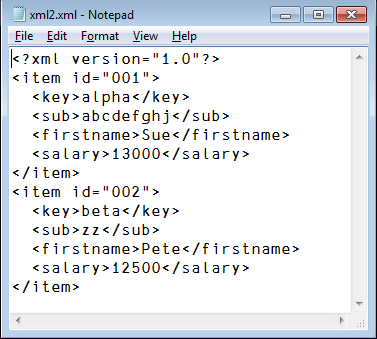 xml2.xml - Notepad
File Edit Format View Help
<?xml version="1.0"?>
<item id="001">
  <key>alpha</key>
  <sub>abcdefghj</sub>
  <firstname>Sue</firstname>
  <salary>13000</salary>
</item>
<item id="002">
  <key>beta</key>
  <sub>zz</sub>
  <firstname>Pete</firstname>
  <salary>12500</salary>
</item>